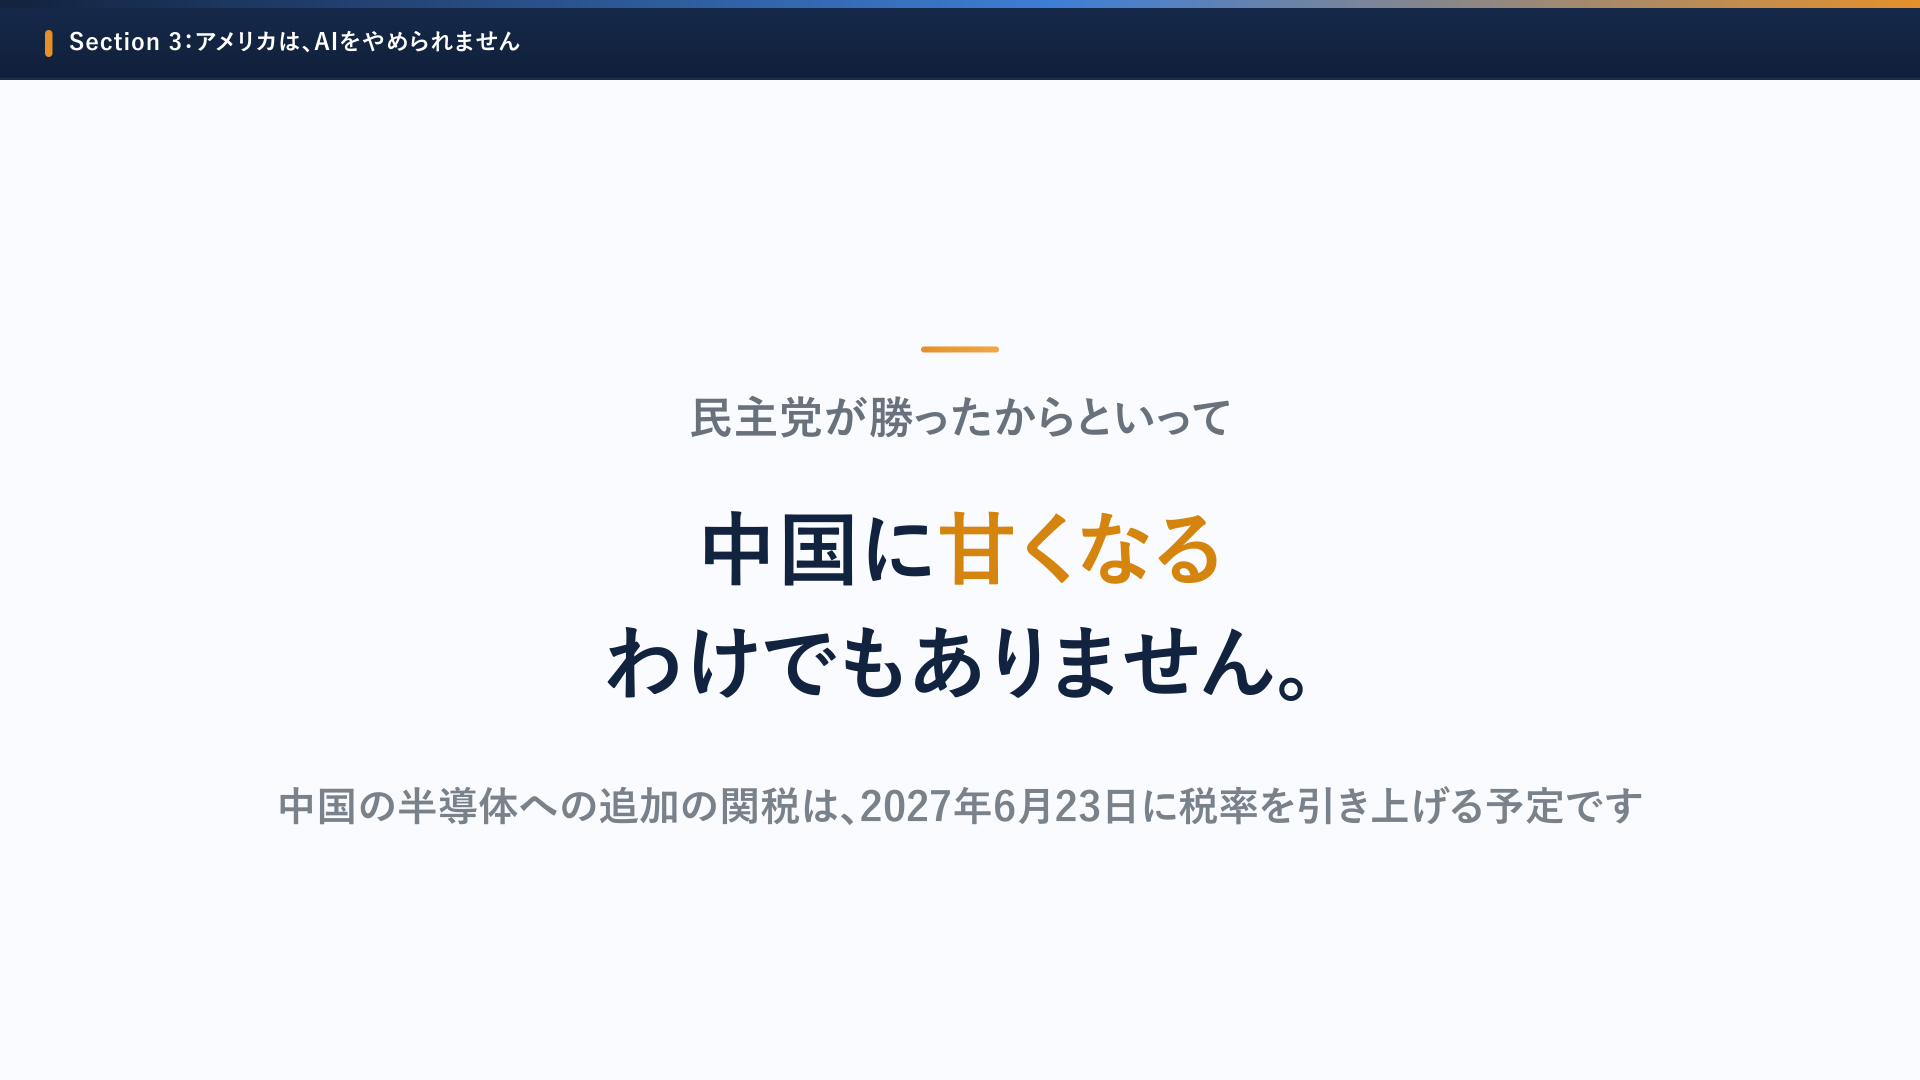 Section 3：アメリカは、AIをやめられません
民主党が勝ったからといって
中国に甘くなる
わけでもありません。
中国の半導体への追加の関税は、2027年6月23日に税率を引き上げる予定です